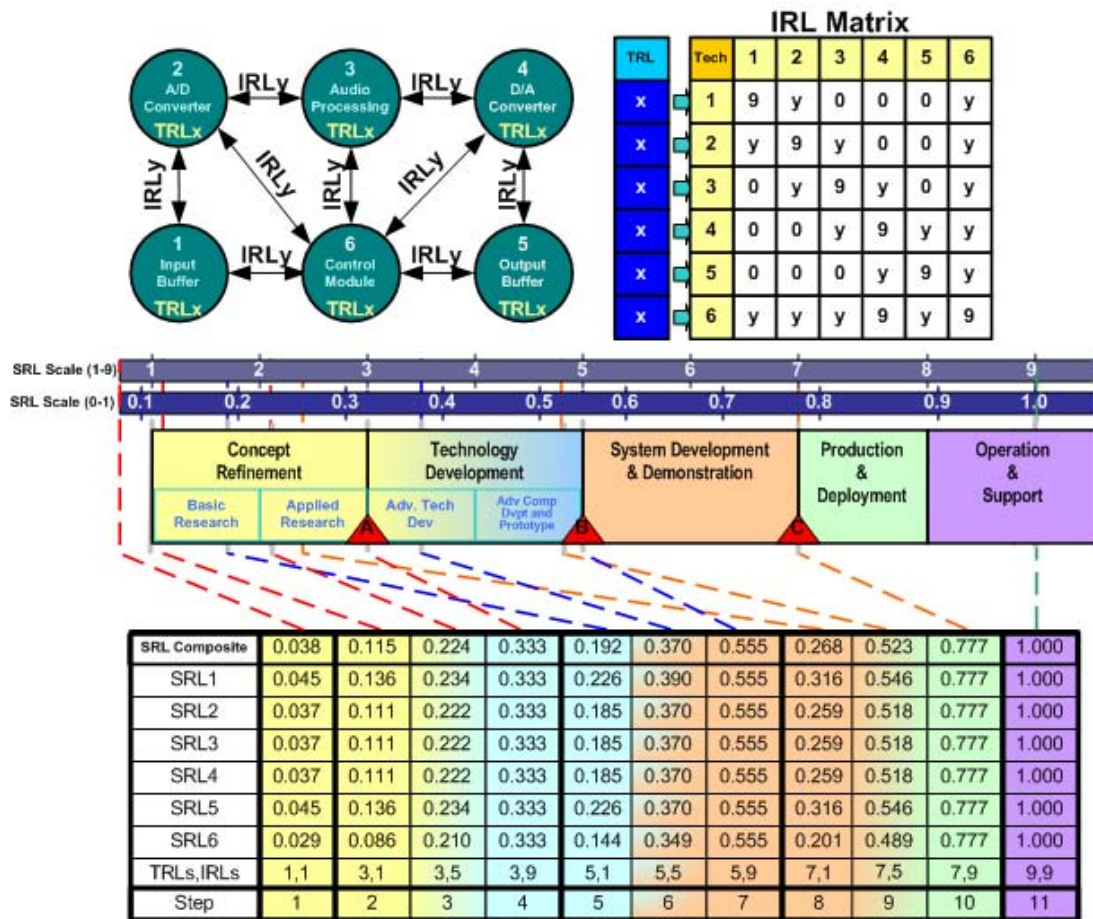 IRL Matrix
2
A/D
Converter
TRLx
IRLy
3
Audio
Processing
TRLx
IRLy
4
D/A
Converter
TRLx
IRLy
IRLy
IRLy
IRLy
IRLy
1
Input
Buffer
TRLx
IRLy
6
Control
Module
TRLx
IRLy
5
Output
Buffer
TRLx
TRL Tech 1 2 3 4 5 6
x 1 9 y 0 0 0 y
x 2 y 9 y 0 0 y
x 3 0 y 9 y 0 y
x 4 0 0 y 9 y y
x 5 0 0 0 y 9 y
x 6 y y y 9 y 9
SRL Scale (1-9) 1 2 3 4 5 6 7 8 9
SRL Scale (0-1) 0.1 0.2 0.3 0.4 0.5 0.6 0.7 0.8 0.9 1.0
Concept
Refinement
Basic
Research
Applied
Research
A
Technology
Development
Adv. Tech
Dev
Adv Comp
Dvpt and
Prototype
B
System Development
& Demonstration
C
Production
&
Deployment
Operation
&
Support
SRL Composite 0.038 0.115 0.224 0.333 0.192 0.370 0.555 0.268 0.523 0.777 1.000
SRL1 0.045 0.136 0.234 0.333 0.226 0.390 0.555 0.316 0.546 0.777 1.000
SRL2 0.037 0.111 0.222 0.333 0.185 0.370 0.555 0.259 0.518 0.777 1.000
SRL3 0.037 0.111 0.222 0.333 0.185 0.370 0.555 0.259 0.518 0.777 1.000
SRL4 0.037 0.111 0.222 0.333 0.185 0.370 0.555 0.259 0.518 0.777 1.000
SRL5 0.045 0.136 0.234 0.333 0.226 0.370 0.555 0.316 0.546 0.777 1.000
SRL6 0.029 0.086 0.210 0.333 0.144 0.349 0.555 0.201 0.489 0.777 1.000
TRLs,IRLs 1,1 3,1 3,5 3,9 5,1 5,5 5,9 7,1 7,5 7,9 9,9
Step 1 2 3 4 5 6 7 8 9 10 11